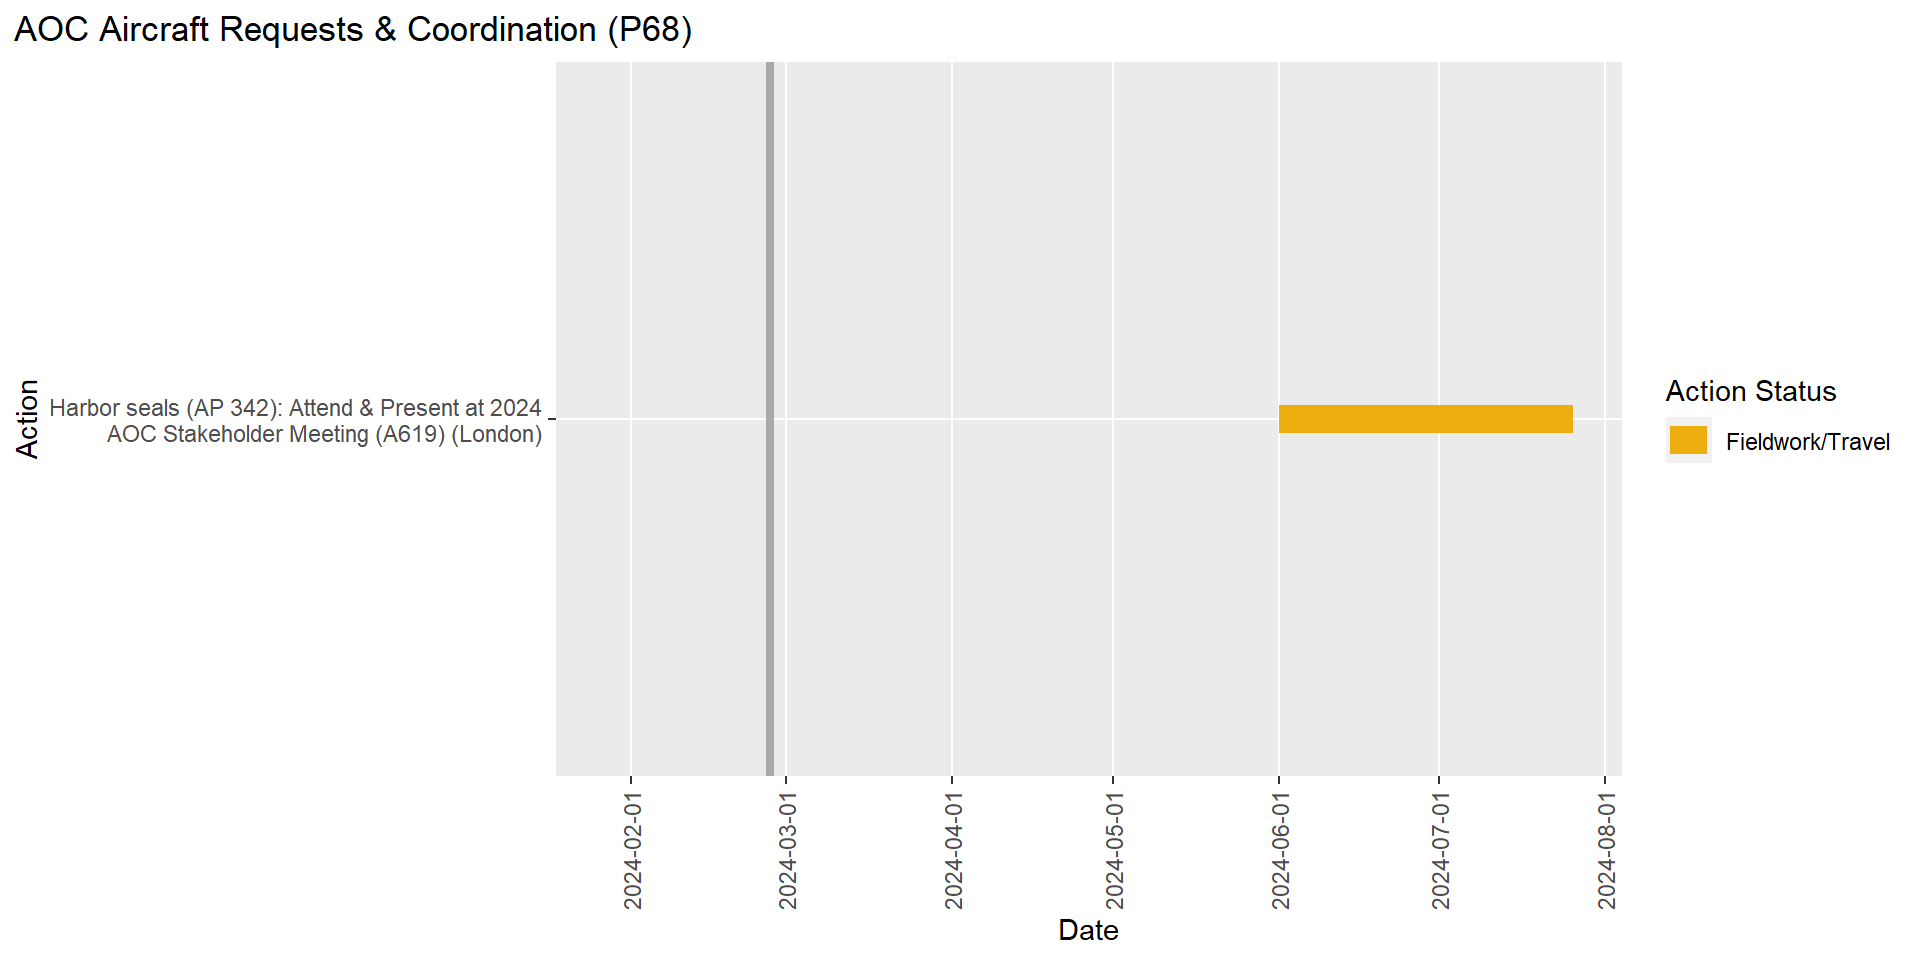 AOC Aircraft Requests & Coordination (P68)
Action
Harbor seals (AP 342): Attend & Present at 2024
AOC Stakeholder Meeting (A619) (London)
Action Status
Fieldwork/Travel
2024-02-01
2024-03-01
2024-04-01
2024-05-01
2024-06-01
2024-07-01
2024-08-01
Date